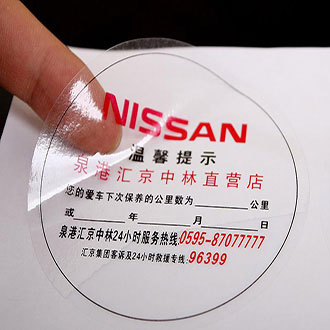 NISSAN
温馨提示
泉港汇京中林直营店
您的爱车下次保养的公里数为______公里
或______年______月______日
泉港汇京中林24小时服务热线:0595-87077777
汇京集团客诉及24小时救援专线:96399